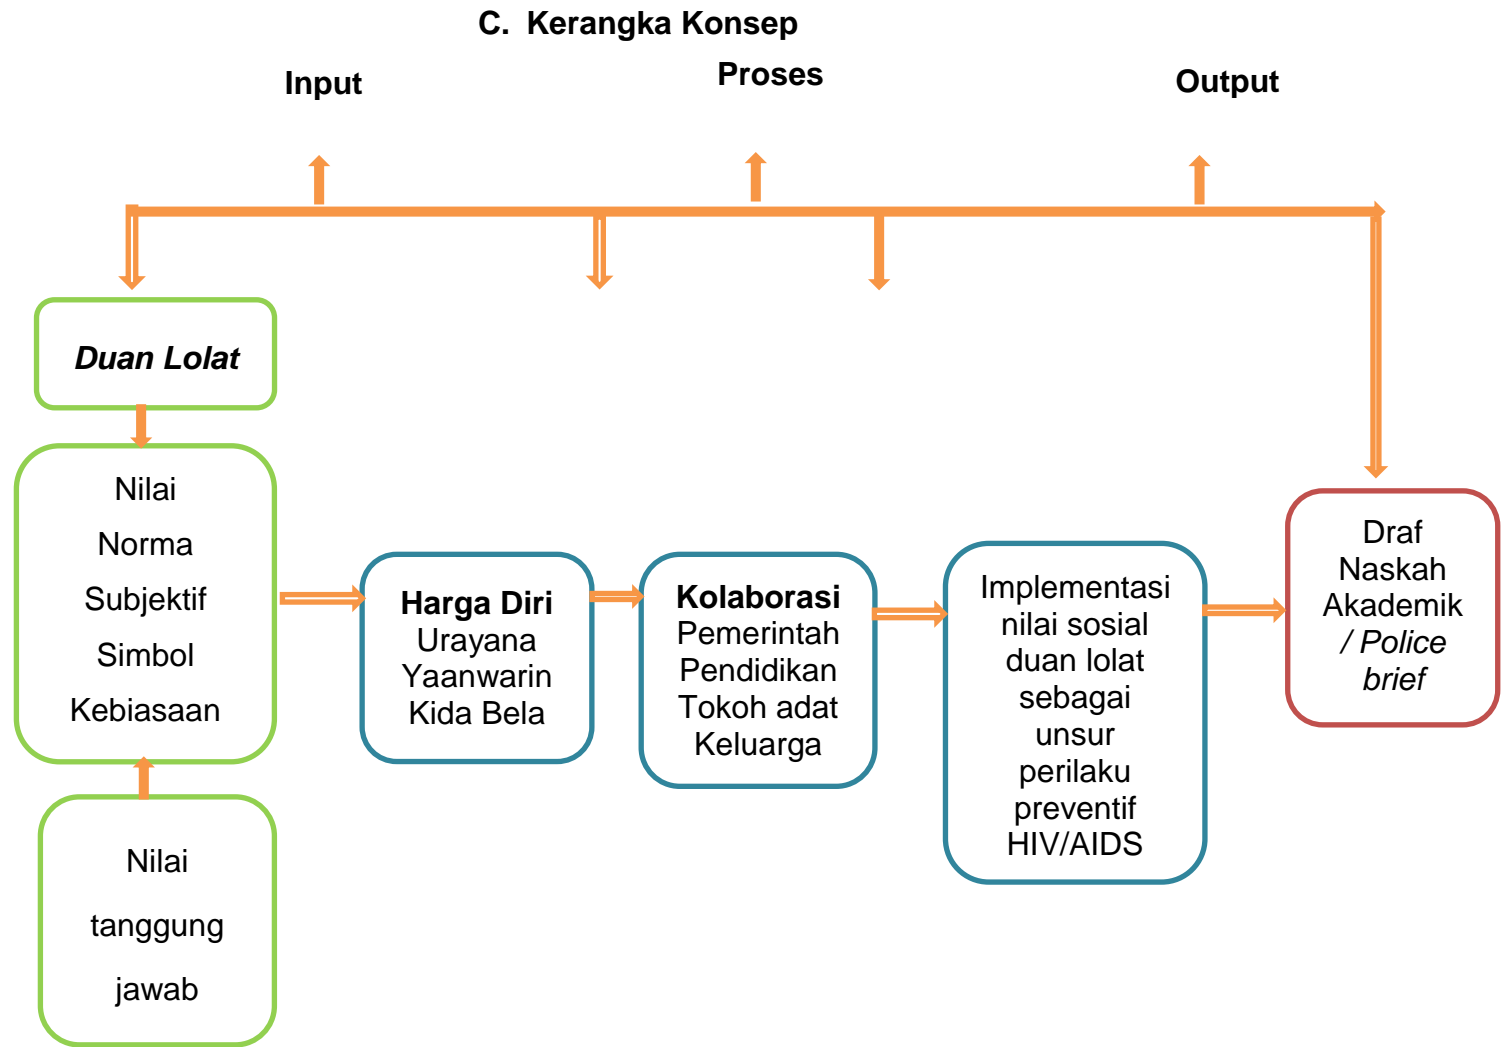 C. Kerangka Konsep
Input
Proses
Output
Duan Lolat
Nilai
Norma
Subjektif
Simbol
Kebiasaan
Nilai
tanggung
jawab
Harga Diri
Urayana
Yaanwarin
Kida Bela
Kolaborasi
Pemerintah
Pendidikan
Tokoh adat
Keluarga
Implementasi
nilai sosial
duan lolat
sebagai
unsur
perilaku
preventif
HIV/AIDS
Draf
Naskah
Akademik
/ Police
brief